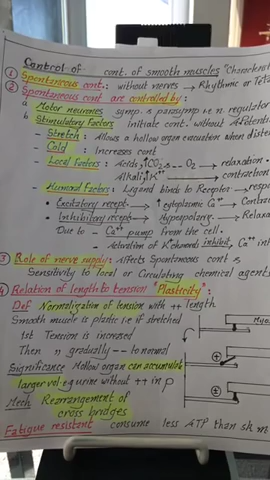 Control of cont. of smooth muscles "Characterist
① Spontaneous cont.: without nerves → Rhythmic or Teta
② Spontaneous cont are controlled by:
a Motor neurones symp. & parasymp i.e n. regulator
b Stimulatory Factors Initiate cont. without A.Potentia
- Stretch: Allows a hollow organ evacuation when disten
- Cold: Increases cont
- Local factors: Acids, ↑CO₂ & -- O₂ → relaxation.
Alkali, ↑K⁺ → contraction
- Humoral Factors: Ligand binds to Receptor → respo
• Excitatory recept. → ↑ cytoplasmic Ca⁺⁺ → Contra
• Inhibitory recept → Hyperpolariz → Relaxa
Due to - Ca⁺⁺ pump from the cell.
- Activation of K⁺ channels inhibit, Ca⁺⁺ in
③ Role of nerve supply: Affects Spontaneous cont &
Sensitivity to local or circulating chemical agents
④ Relation of length to tension "Plasticity":
Def Normalization of tension with ++ length
Smooth muscle is plastic i.e if stretched
1st Tension is increased
Then " gradually -- to normal
Significance Hollow organ can accumulate
larger vol e.g urine without ++ in p
Mech Rearrangement of
cross bridges
Fatigue resistant consume less ATP than sk m